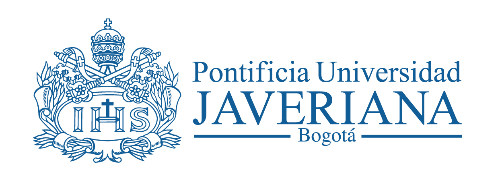 IHS
Pontificia Universidad
JAVERIANA
Bogotá